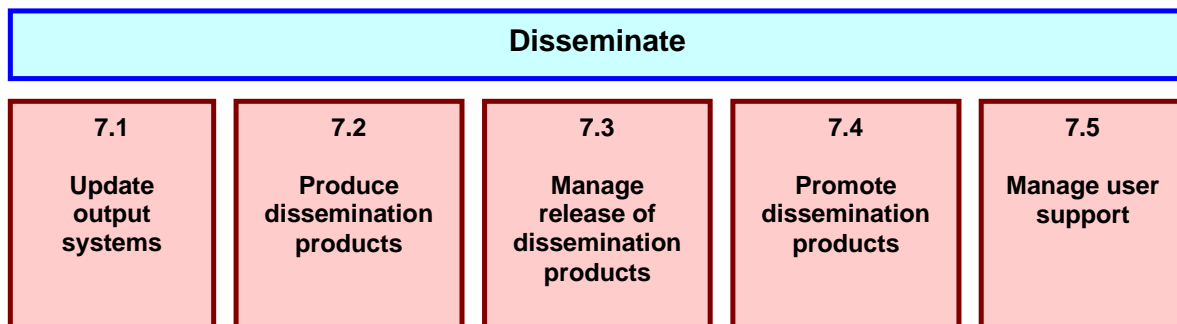 Disseminate
7.1
Update
output
systems
7.2
Produce
dissemination
products
7.3
Manage
release of
dissemination
products
7.4
Promote
dissemination
products
7.5
Manage user
support